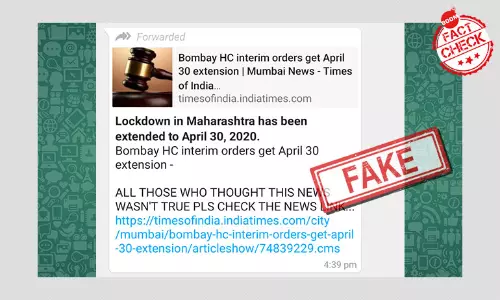 Forwarded
BOOM
FACT
CHECK
Bombay HC interim orders get April
30 extension | Mumbai News - Times
of India...
timesofindia.indiatimes.com
Lockdown in Maharashtra has been
extended to April 30, 2020.
Bombay HC interim orders get April 30
extension -
ALL THOSE WHO THOUGHT THIS NEWS
WASN'T TRUE PLS CHECK THE NEWS LINK...
FAKE
https://timesofindia.indiatimes.com/city
/mumbai/bombay-hc-interim-orders-get-april
-30-extension/articleshow/74839229.cms
4:39 pm